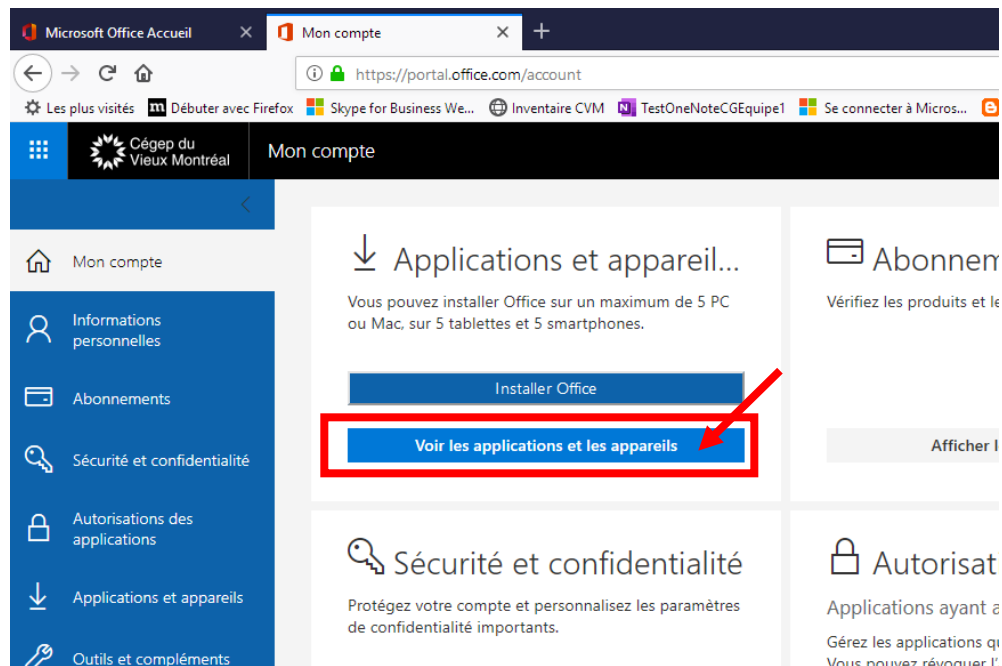 Microsoft Office Accueil
Mon compte
https://portal.office.com/account
Les plus visités
Débuter avec Firefox
Skype for Business We...
Inventaire CVM
TestOneNoteCGEquipe1
Se connecter à Micros...
Cégep du
Vieux Montréal
Mon compte
Mon compte
Informations
personnelles
Abonnements
Sécurité et confidentialité
Autorisations des
applications
Applications et appareils
Outils et compléments
Applications et appareil...
Vous pouvez installer Office sur un maximum de 5 PC
ou Mac, sur 5 tablettes et 5 smartphones.
Installer Office
Voir les applications et les appareils
Abonnem
Vérifiez les produits et le
Afficher l
Sécurité et confidentialité
Protégez votre compte et personnalisez les paramètres
de confidentialité importants.
Autorisat
Applications ayant a
Gérez les applications qu
Vous pouvez révoquer l'